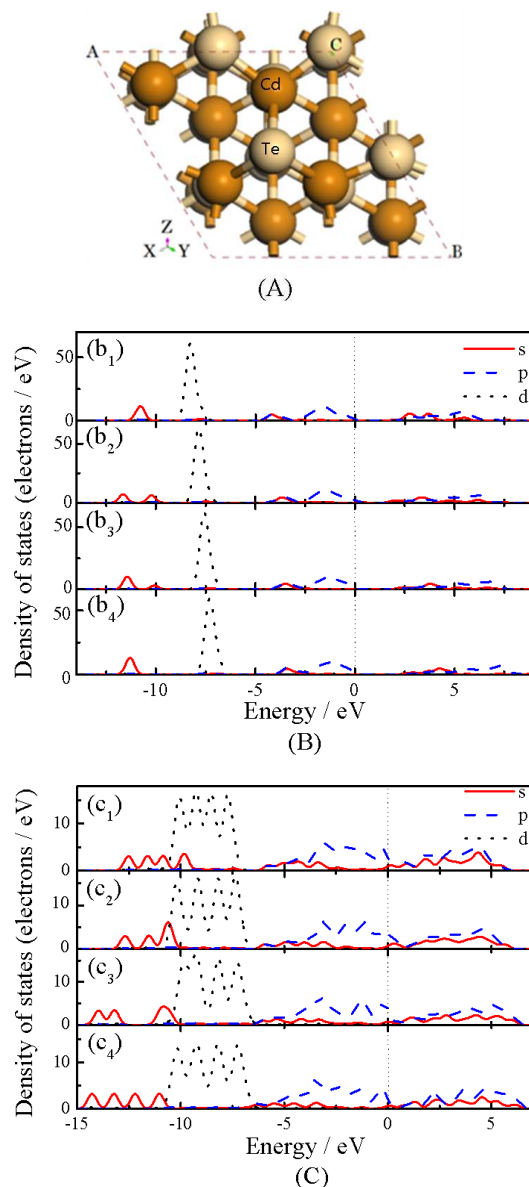 A
C
Cd
Te
Z
X
Y
B
(A)
Density of states (electrons / eV)
(b1)
s
p
d
50
0
(b2)
50
0
(b3)
50
0
(b4)
50
0
-10 -5 0 5
Energy / eV
(B)
Density of states (electrons / eV)
(c1)
s
p
d
10
0
(c2)
10
0
(c3)
10
0
(c4)
10
0
-15 -10 -5 0 5
Energy / eV
(C)